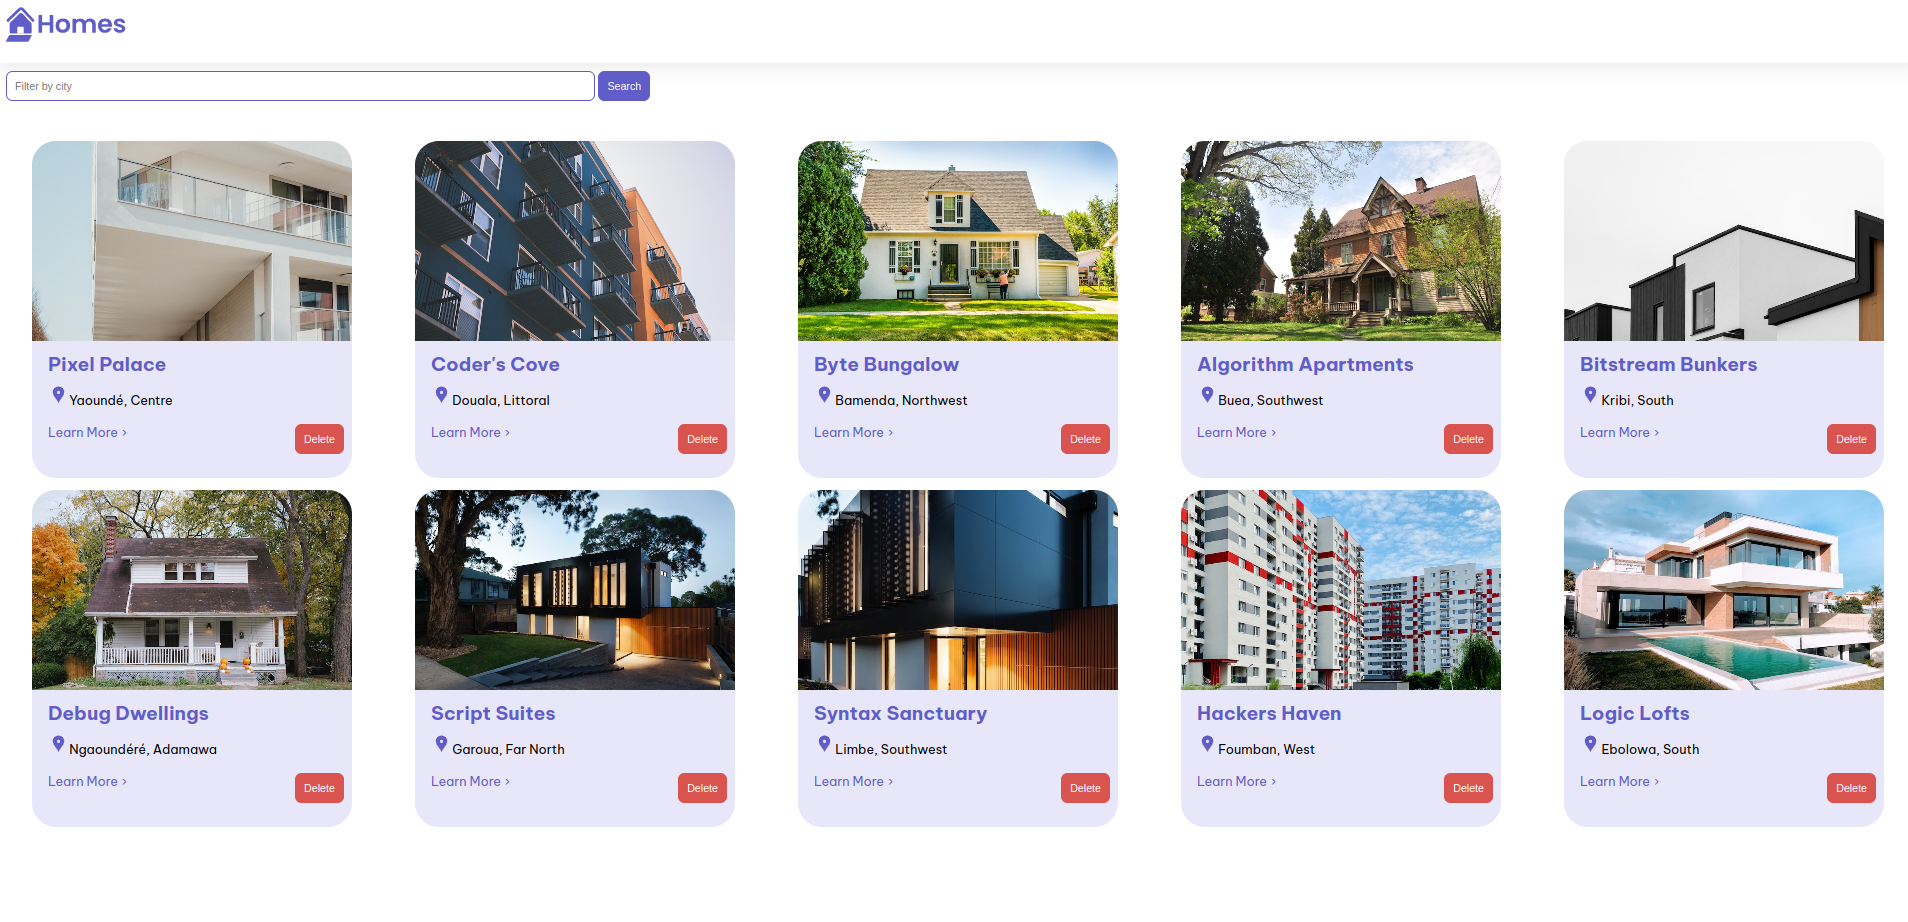 Homes
Filter by city
Search
Pixel Palace
Yaoundé, Centre
Learn More >
Delete
Coder's Cove
Douala, Littoral
Learn More >
Delete
Byte Bungalow
Bamenda, Northwest
Learn More >
Delete
Algorithm Apartments
Buea, Southwest
Learn More >
Delete
Bitstream Bunkers
Kribi, South
Learn More >
Delete
Debug Dwellings
Ngaoundéré, Adamawa
Learn More >
Delete
Script Suites
Garoua, Far North
Learn More >
Delete
Syntax Sanctuary
Limbe, Southwest
Learn More >
Delete
Hackers Haven
Foumban, West
Learn More >
Delete
Logic Lofts
Ebolowa, South
Learn More >
Delete